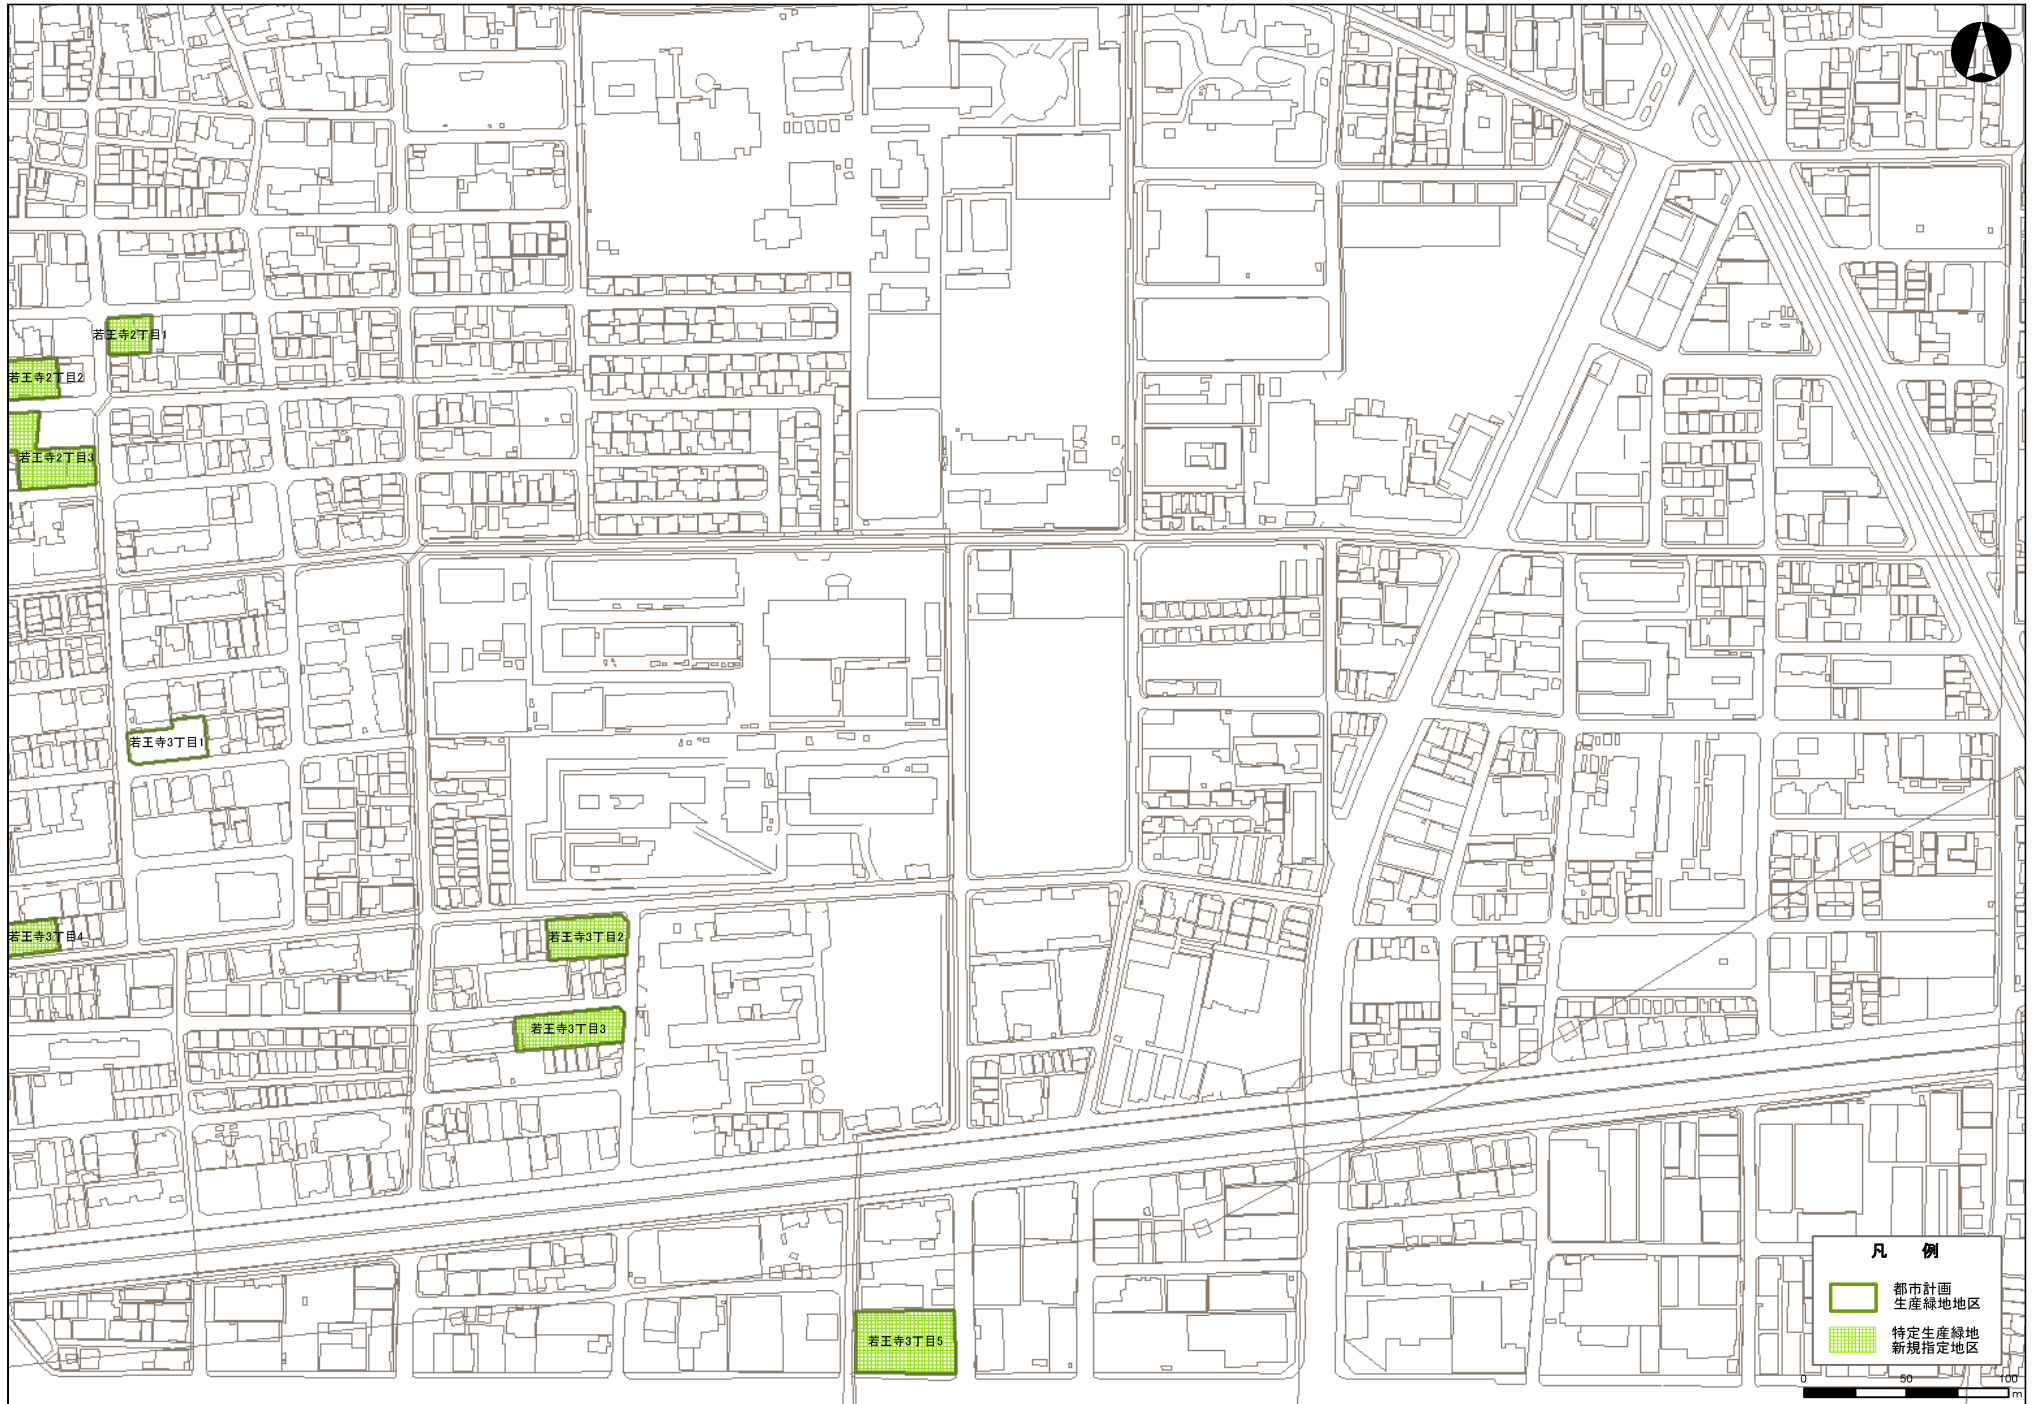 若王寺2丁目1
若王寺2丁目2
若王寺2丁目3
若王寺3丁目1
若王寺3丁目4
若王寺3丁目2
若王寺3丁目3
若王寺3丁目5
凡 例
都市計画
生産緑地地区
特定生産緑地
新規指定地区
0 50 100
m